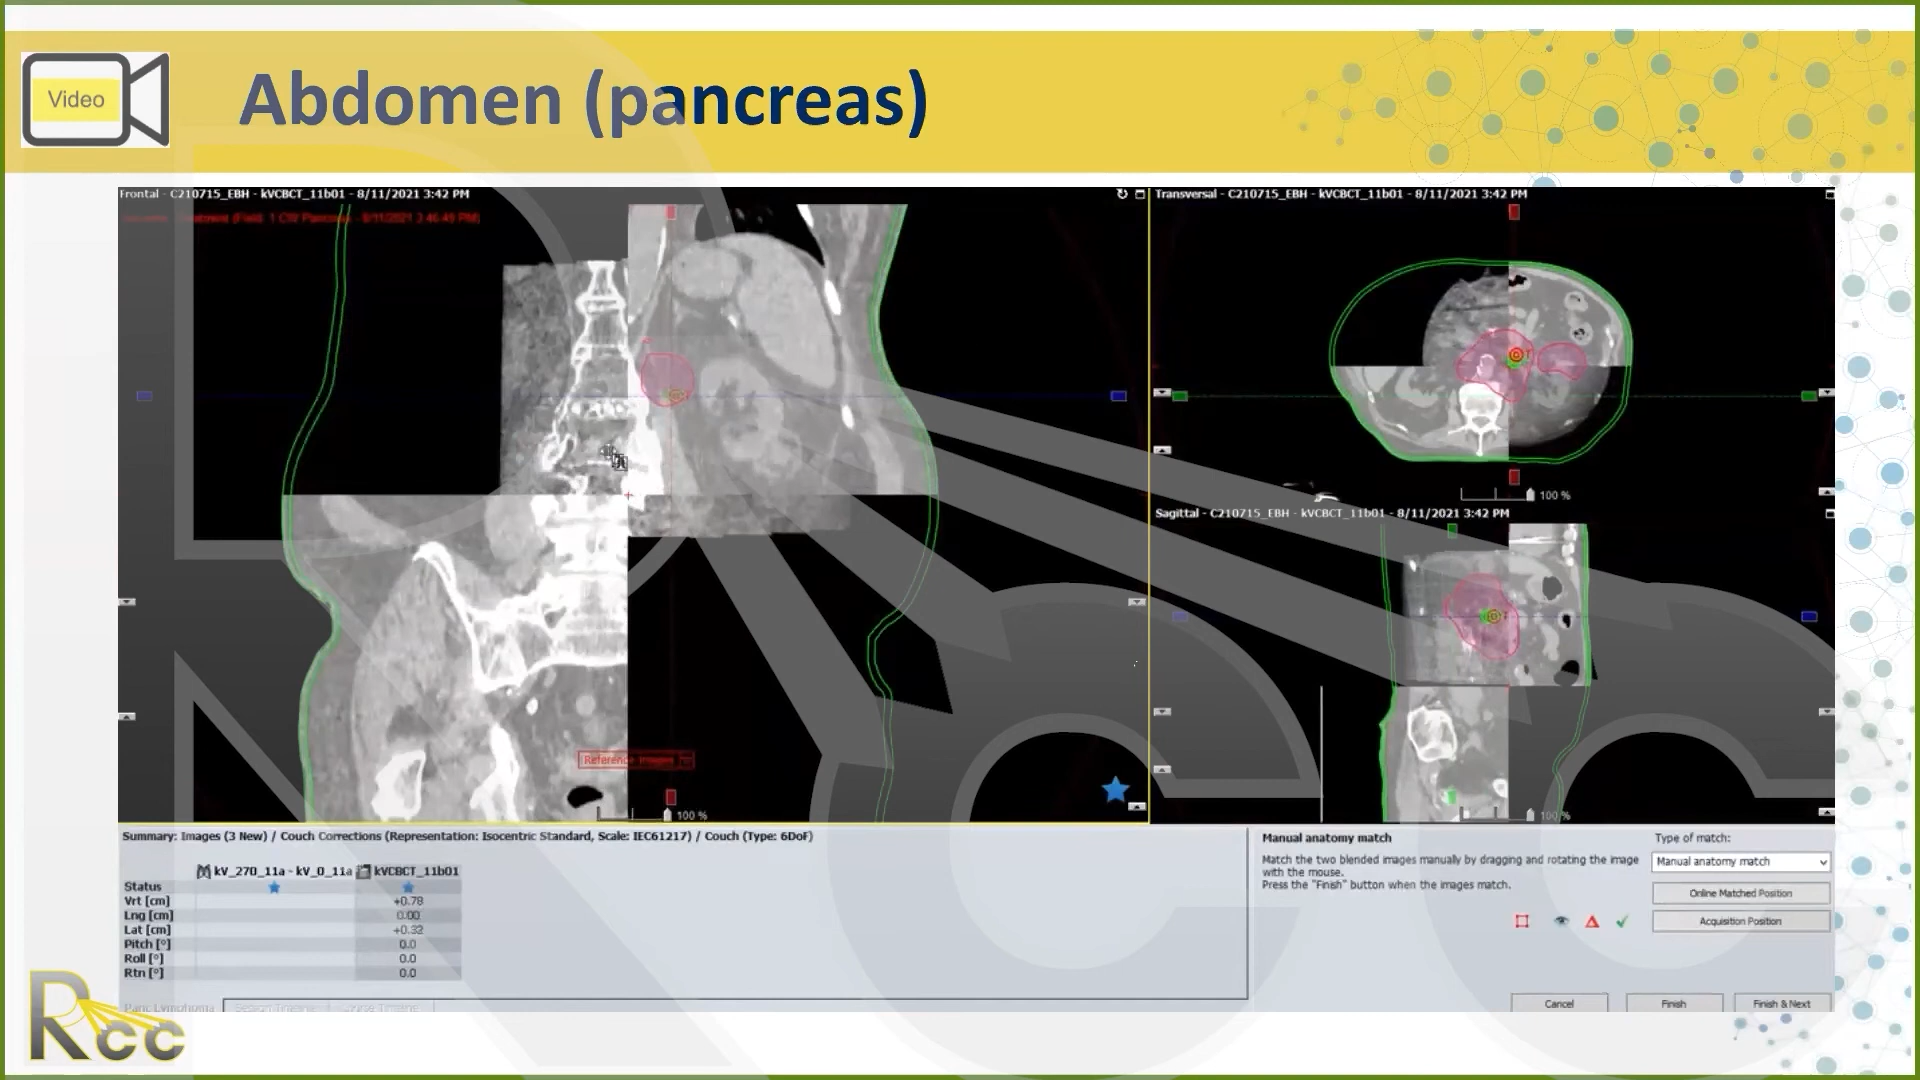 Video
Abdomen (pancreas)
Frontal - C210715_EBH - kVCBCT_11b01 - 8/11/2021 3:42 PM
Transversal - C210715_EBH - kVCBCT_11b01 - 8/11/2021 3:42 PM
100 %
Sagittal - C210715_EBH - kVCBCT_11b01 - 8/11/2021 3:42 PM
Reference Images
100 %
100 %
Summary: Images (3 New) / Couch Corrections (Representation: Isocentric Standard, Scale: IEC61217) / Couch (Type: 6DoF)
kV_270_11a - kV_0_11a kVCBCT_11b01
Status
Vrt [cm] +0.78
Lng [cm] 0.00
Lat [cm] +0.32
Pitch [°] 0.0
Roll [°] 0.0
Rtn [°] 0.0
Manual anatomy match
Match the two blended images manually by dragging and rotating the image
with the mouse.
Press the "Finish" button when the images match.
Type of match:
Manual anatomy match
Online Matched Position
Acquisition Position
Cancel Finish Finish & Next
Panc Lymphoma
Rcc